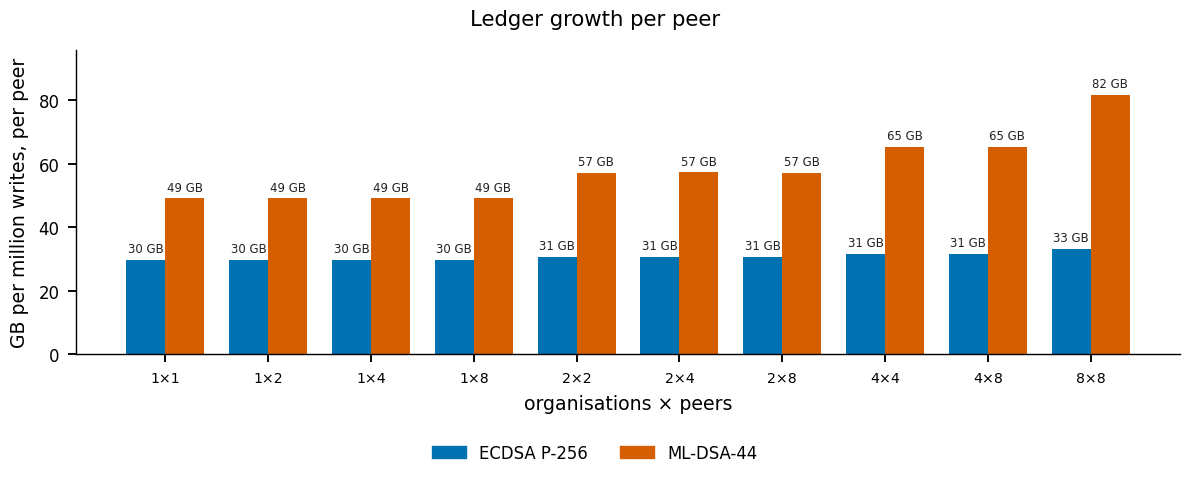 Ledger growth per peer
GB per million writes, per peer
80
60
40
20
0
30 GB 49 GB 30 GB 49 GB 30 GB 49 GB 30 GB 49 GB 31 GB 57 GB 31 GB 57 GB 31 GB 57 GB 31 GB 65 GB 31 GB 65 GB 33 GB 82 GB
1×1 1×2 1×4 1×8 2×2 2×4 2×8 4×4 4×8 8×8
organisations × peers
ECDSA P-256 ML-DSA-44